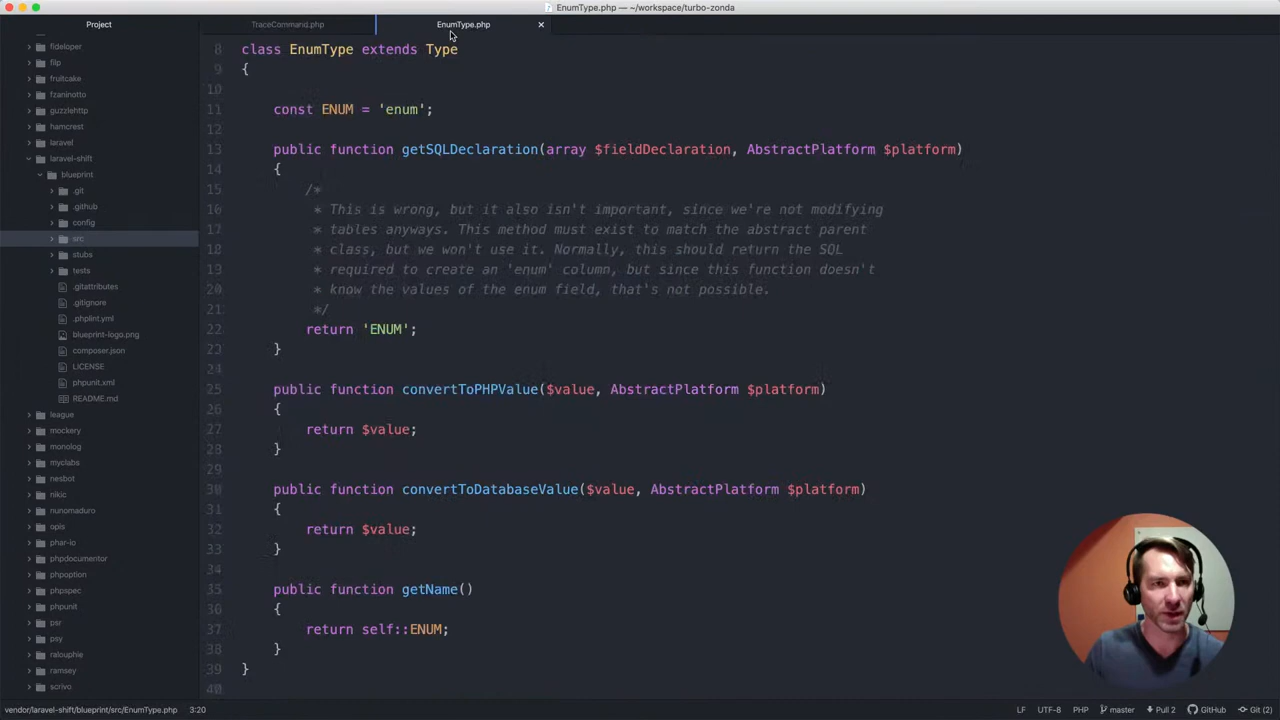 EnumType.php — ~/workspace/turbo-zonda
Project
TraceCommand.php
EnumType.php
fideloper
filp
fruitcake
fzaninotto
guzzlehttp
hamcrest
laravel
laravel-shift
blueprint
.git
.github
config
src
stubs
tests
.gitattributes
.gitignore
.phplint.yml
blueprint-logo.png
composer.json
LICENSE
phpunit.xml
README.md
league
mockery
monolog
myclabs
nesbot
nikic
nunomaduro
opis
phar-io
phpdocumentor
phpoption
phpspec
phpunit
psr
psy
ralouphie
ramsey
scrivo
8 class EnumType extends Type
9 {
10
11 const ENUM = 'enum';
12
13 public function getSQLDeclaration(array $fieldDeclaration, AbstractPlatform $platform)
14 {
15 /*
16 * This is wrong, but it also isn't important, since we're not modifying
17 * tables anyways. This method must exist to match the abstract parent
18 * class, but we won't use it. Normally, this should return the SQL
19 * required to create an 'enum' column, but since this function doesn't
20 * know the values of the enum field, that's not possible.
21 */
22 return 'ENUM';
23 }
24
25 public function convertToPHPValue($value, AbstractPlatform $platform)
26 {
27 return $value;
28 }
29
30 public function convertToDatabaseValue($value, AbstractPlatform $platform)
31 {
32 return $value;
33 }
34
35 public function getName()
36 {
37 return self::ENUM;
38 }
39 }
40
vendor/laravel-shift/blueprint/src/EnumType.php 3:20
LF UTF-8 PHP master Pull 2 GitHub Git (2)